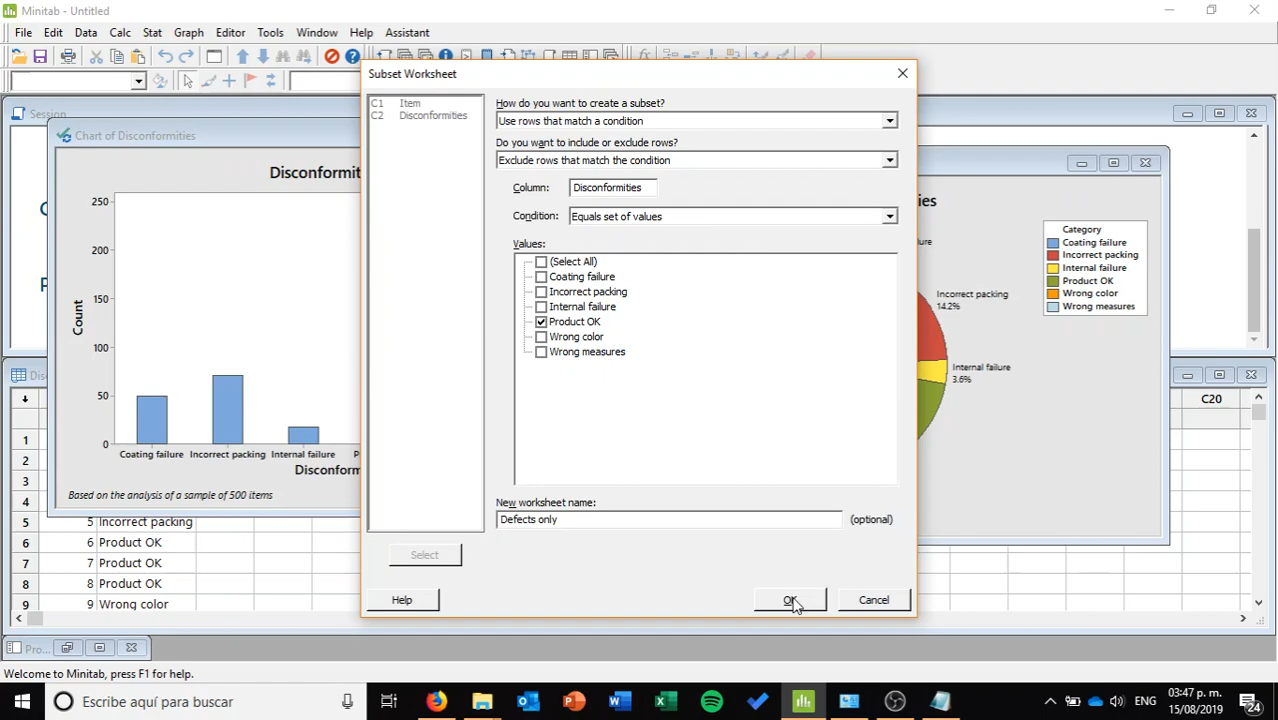 Minitab - Untitled
File Edit Data Calc Stat Graph Editor Tools Window Help Assistant
Session
Chart of Disconformities
Disconformit
250
200
150
100
50
0
Count
Coating failure Incorrect packing Internal failure
Disconform
Based on the analysis of a sample of 500 items
Subset Worksheet
C1 Item
C2 Disconformities
How do you want to create a subset?
Use rows that match a condition
Do you want to include or exclude rows?
Exclude rows that match the condition
Column: Disconformities
Condition: Equals set of values
Values:
(Select All)
Coating failure
Incorrect packing
Internal failure
Product OK
Wrong color
Wrong measures
New worksheet name:
Defects only (optional)
Select
Help OK Cancel
ies
Category
Coating failure
Incorrect packing
Internal failure
Product OK
Wrong color
Wrong measures
ure
Incorrect packing
14.2%
Internal failure
3.6%
C20
1
2
3
4
5 5 Incorrect packing
6 6 Product OK
7 7 Product OK
8 8 Product OK
9 9 Wrong color
Pro...
Welcome to Minitab, press F1 for help.
Escribe aquí para buscar
ENG
03:47 p. m.
15/08/2019
24